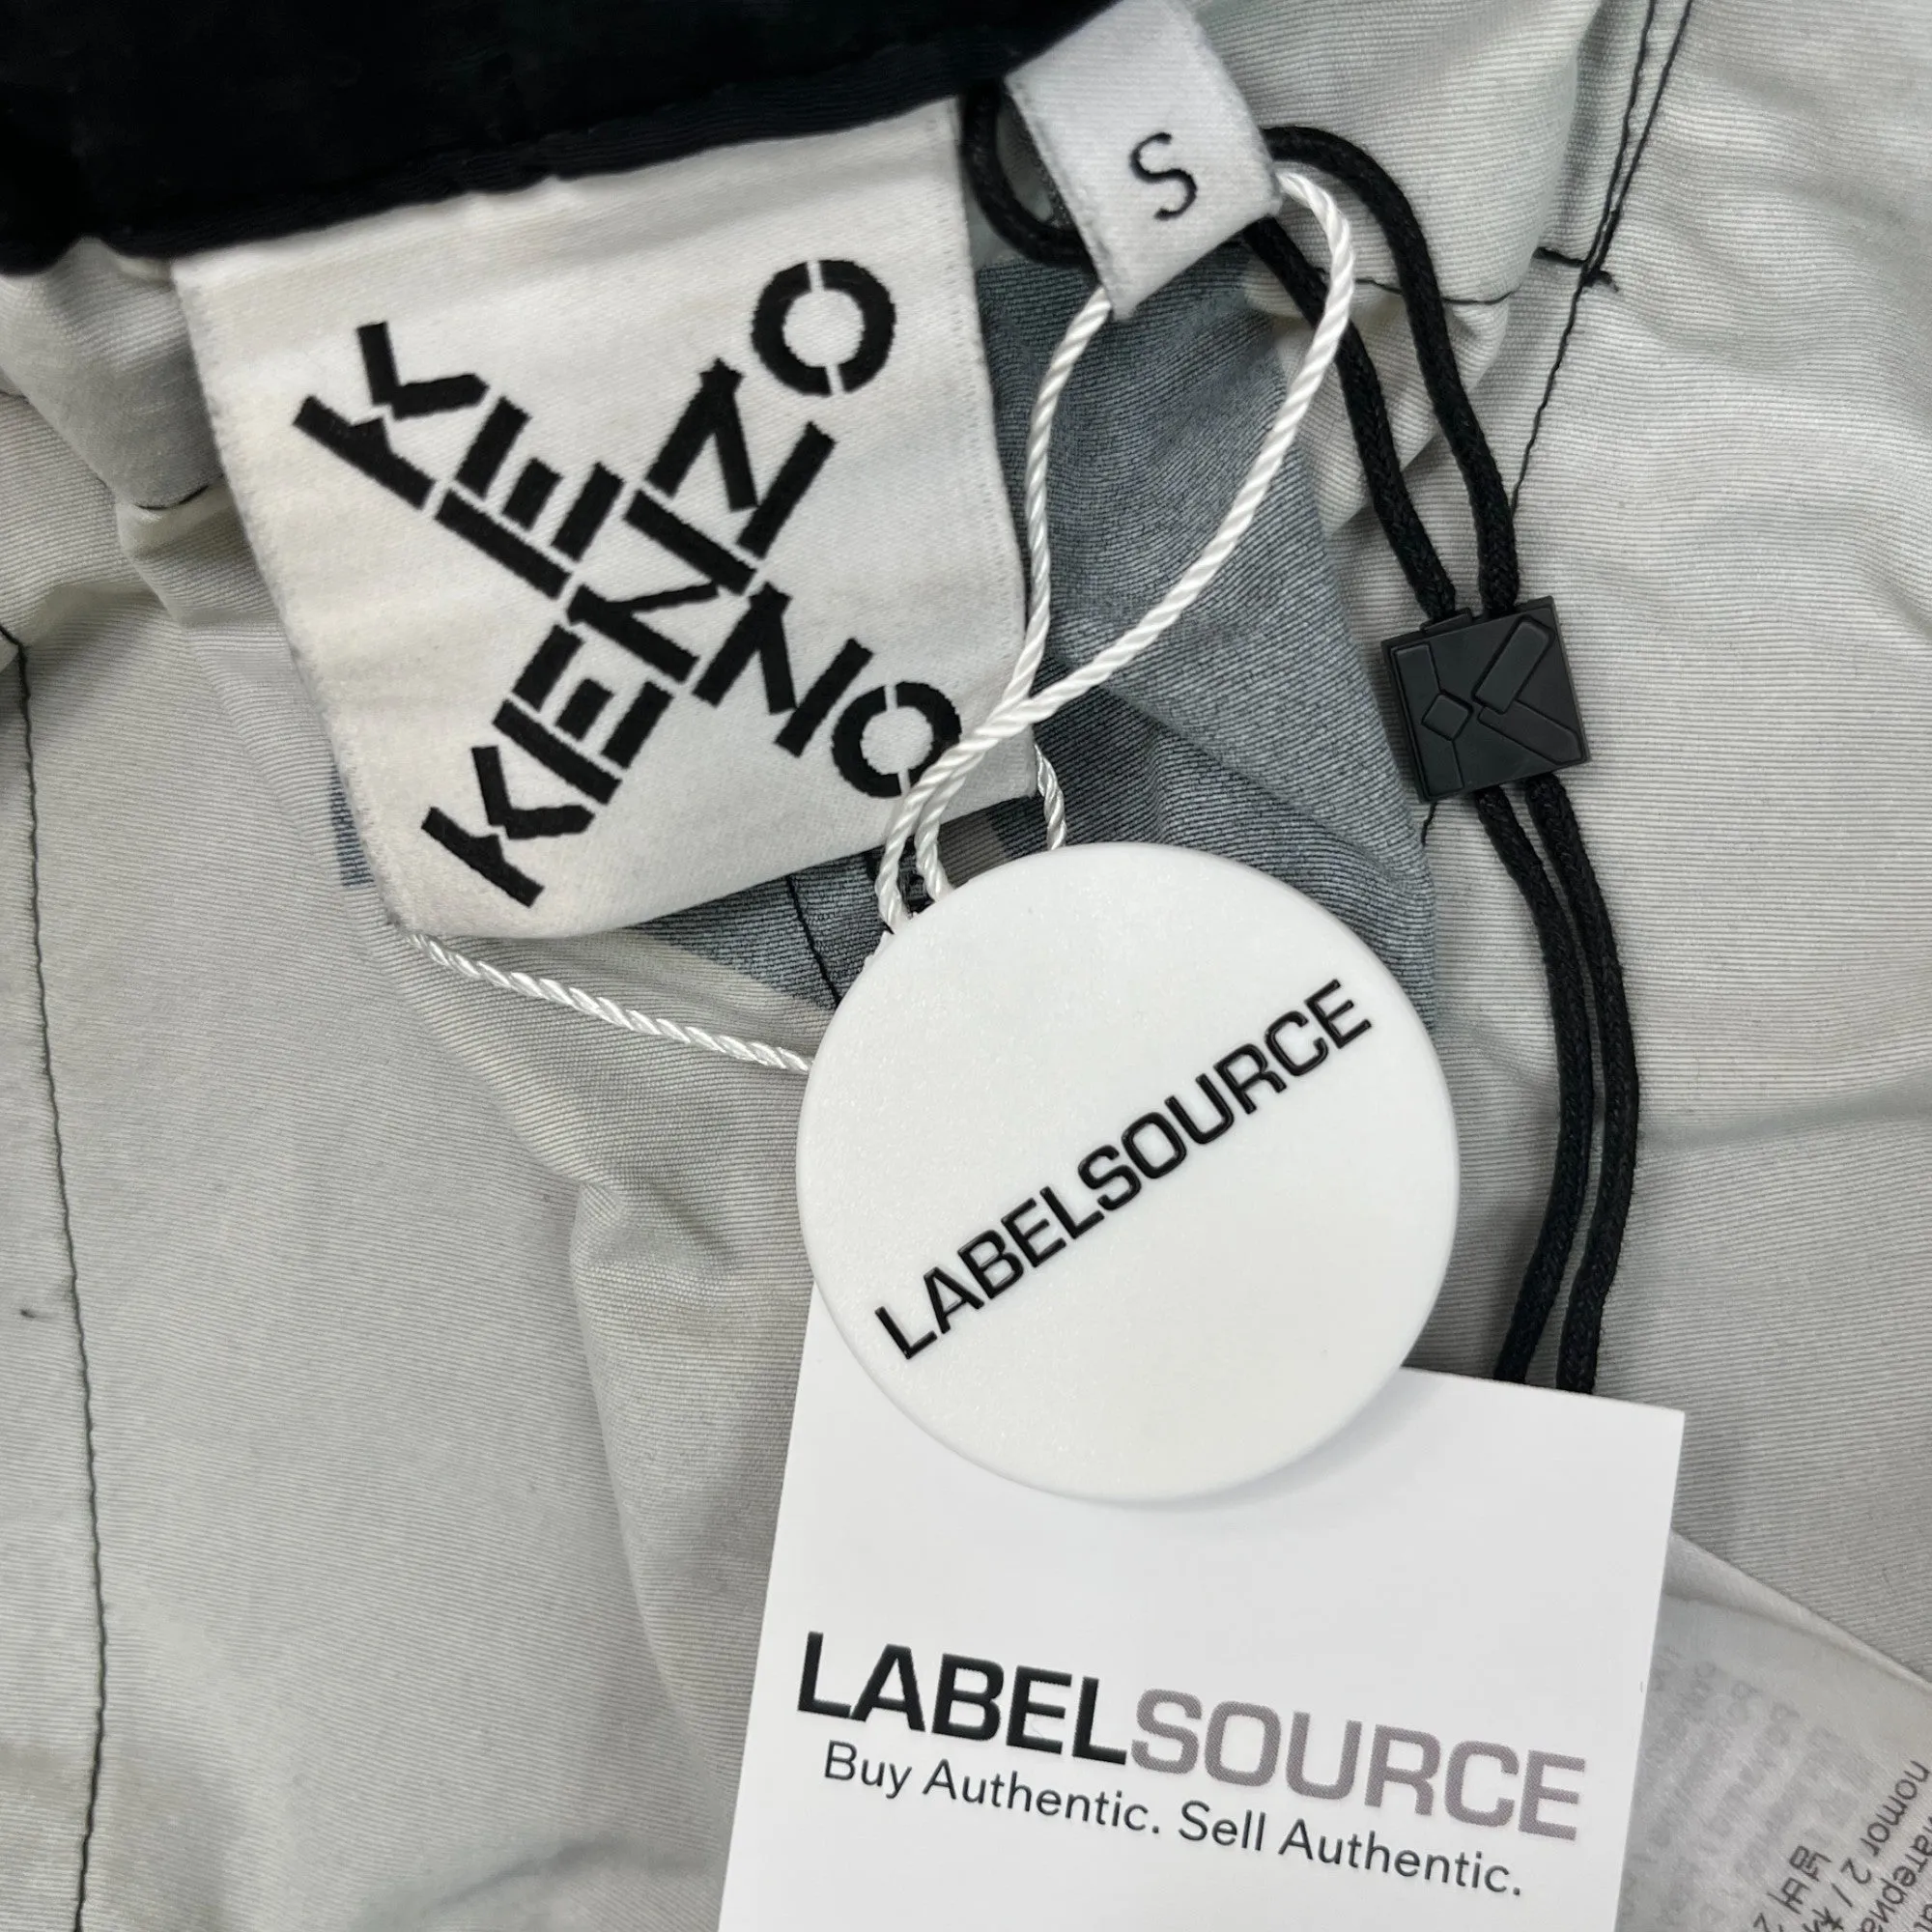 S
KENZO
KENZO
LABELSOURCE
LABELSOURCE
Buy Authentic. Sell Authentic.